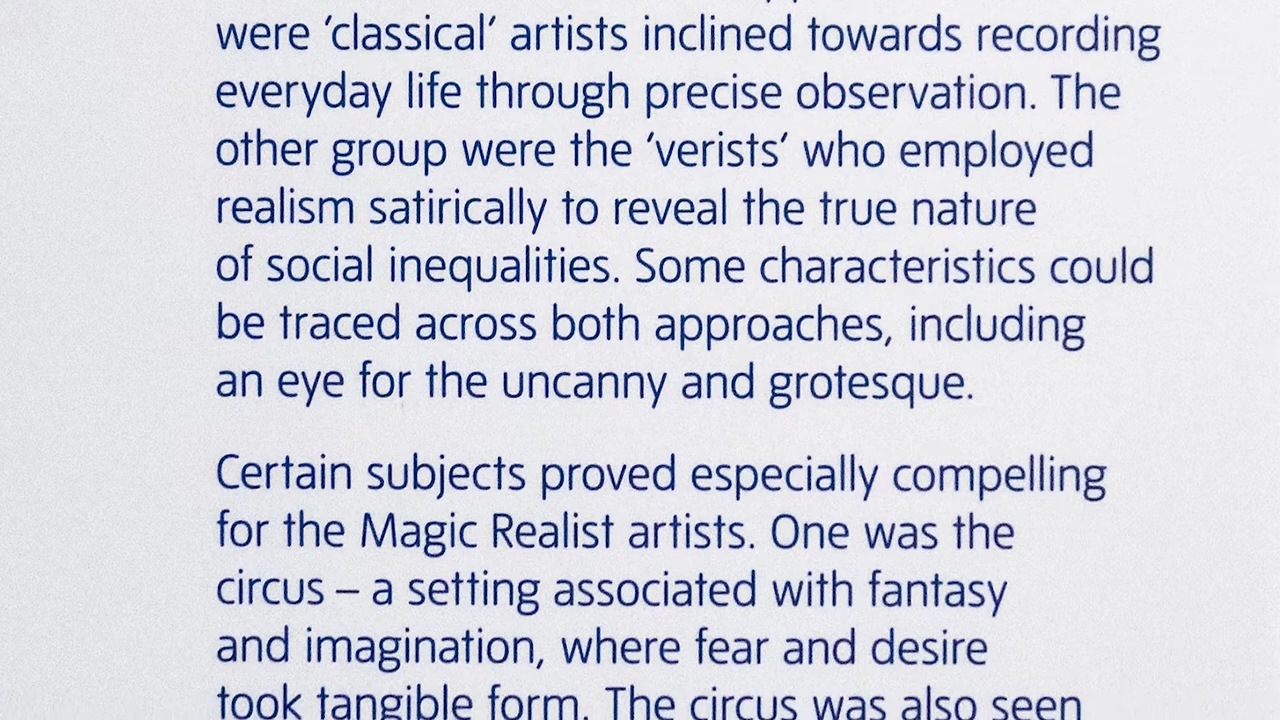 were ‘classical’ artists inclined towards recording
everyday life through precise observation. The
other group were the ‘verists’ who employed
realism satirically to reveal the true nature
of social inequalities. Some characteristics could
be traced across both approaches, including
an eye for the uncanny and grotesque.
Certain subjects proved especially compelling
for the Magic Realist artists. One was the
circus – a setting associated with fantasy
and imagination, where fear and desire
took tangible form. The circus was also seen